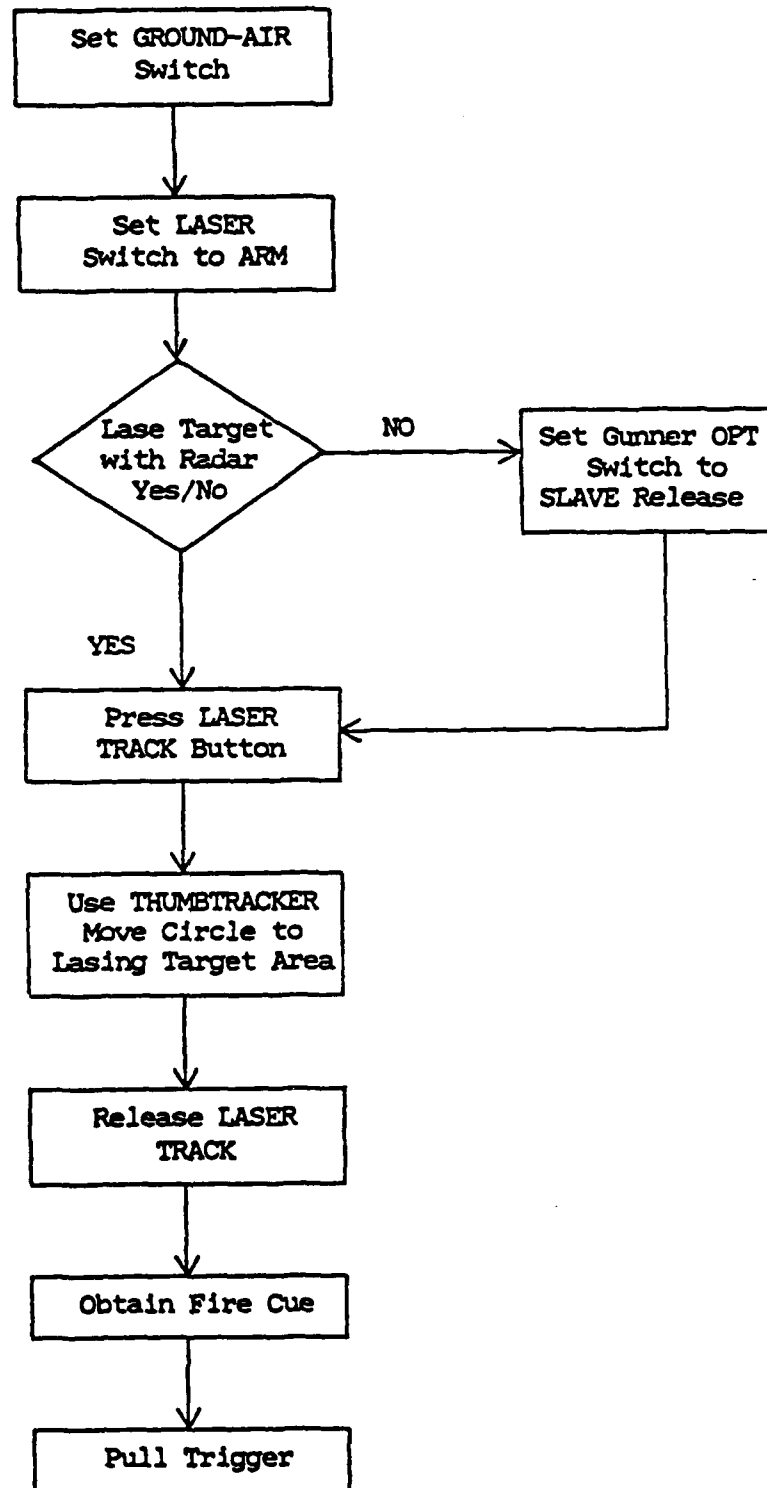 Set GROUND-AIR
Switch
Set LASER
Switch to ARM
Lase Target
with Radar
Yes/No
NO
Set Gunner OPT
Switch to
SLAVE Release
YES
Press LASER
TRACK Button
Use THUMBTRACKER
Move Circle to
Lasing Target Area
Release LASER
TRACK
Obtain Fire Cue
Pull Trigger